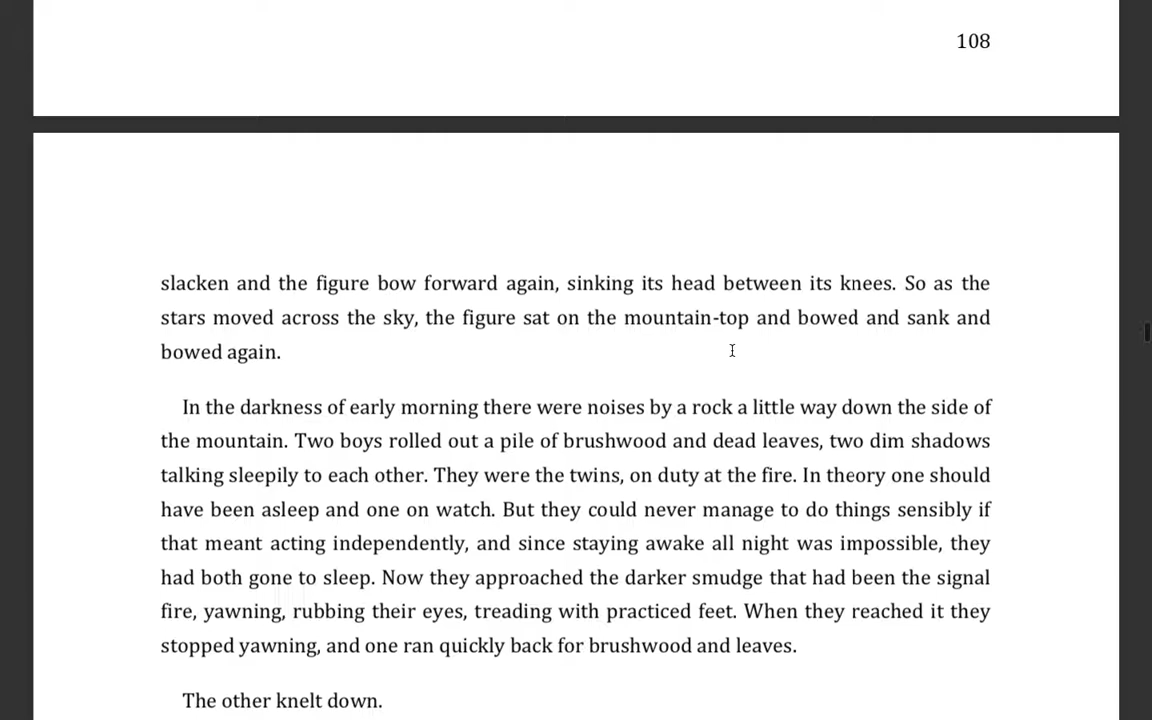 108
slacken and the figure bow forward again, sinking its head between its knees. So as the
stars moved across the sky, the figure sat on the mountain-top and bowed and sank and
bowed again.
In the darkness of early morning there were noises by a rock a little way down the side of
the mountain. Two boys rolled out a pile of brushwood and dead leaves, two dim shadows
talking sleepily to each other. They were the twins, on duty at the fire. In theory one should
have been asleep and one on watch. But they could never manage to do things sensibly if
that meant acting independently, and since staying awake all night was impossible, they
had both gone to sleep. Now they approached the darker smudge that had been the signal
fire, yawning, rubbing their eyes, treading with practiced feet. When they reached it they
stopped yawning, and one ran quickly back for brushwood and leaves.
The other knelt down.